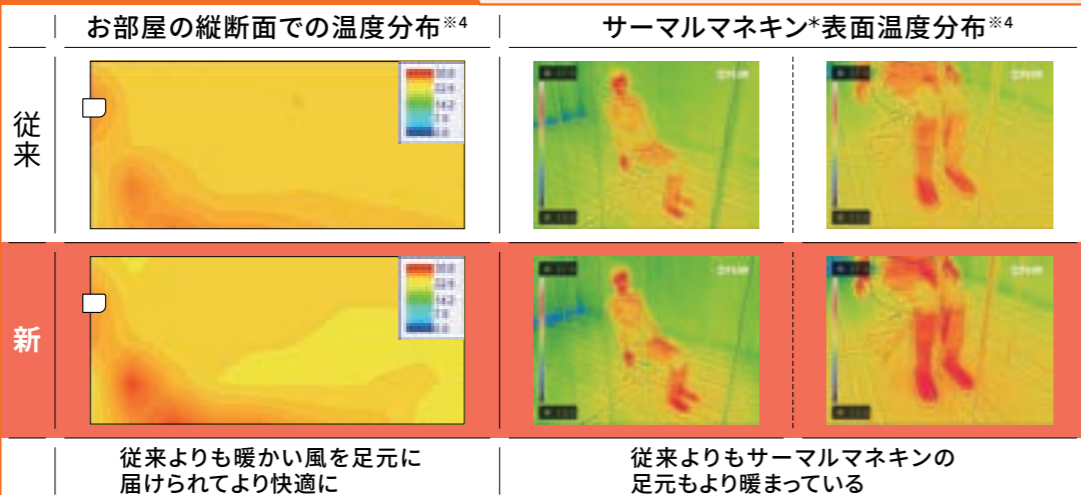 お部屋の縦断面での温度分布※4
サーマルマネキン*表面温度分布※4
従来
新
従来よりも暖かい風を足元に
届けられてより快適に
従来よりもサーマルマネキンの
足元もより暖まっている